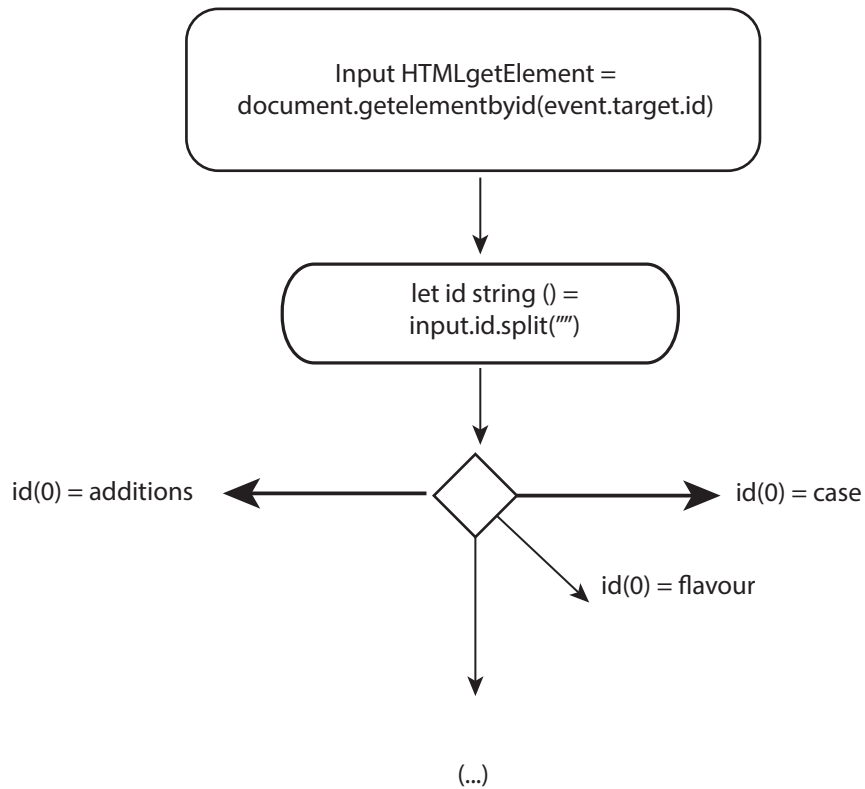 Input HTMLgetElement =
document.getelementbyid(event.target.id)
let id string () =
input.id.split("”)
id(0) = additions
id(0) = case
id(0) = flavour
(...)